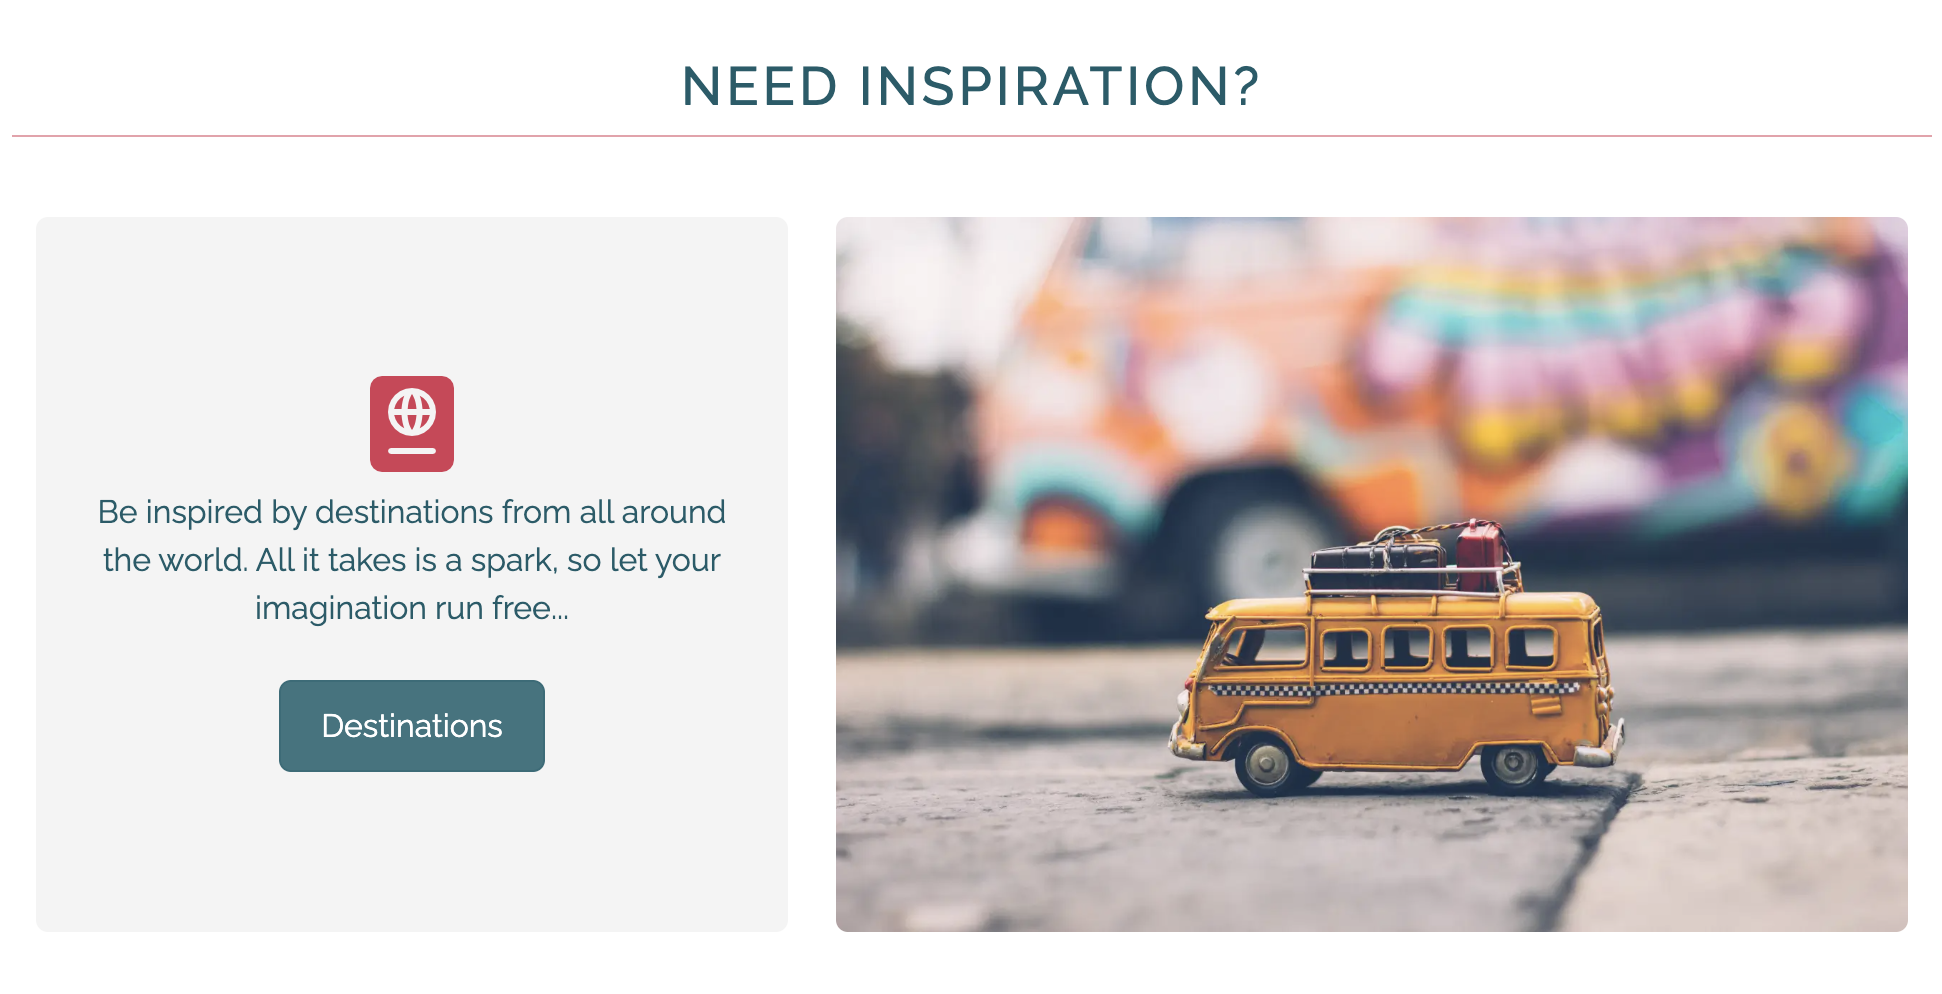 NEED INSPIRATION?
Be inspired by destinations from all around
the world. All it takes is a spark, so let your
imagination run free...
Destinations